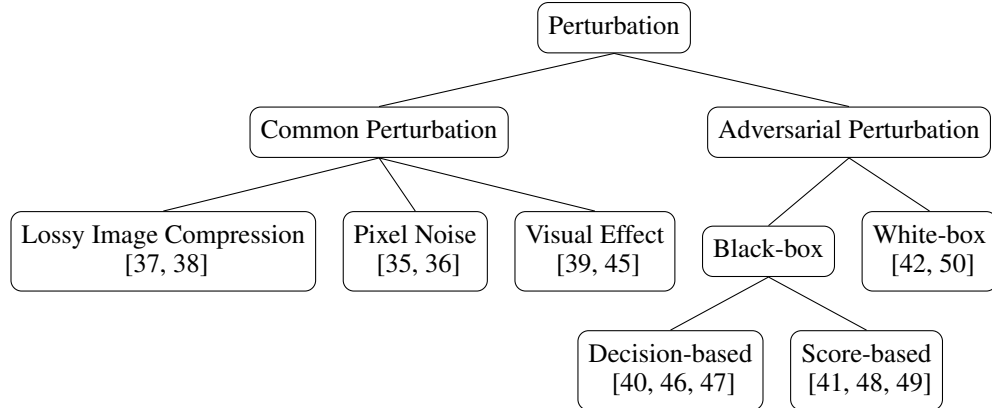 Perturbation
Common Perturbation
Adversarial Perturbation
Lossy Image Compression
[37, 38]
Pixel Noise
[35, 36]
Visual Effect
[39, 45]
Black-box
White-box
[42, 50]
Decision-based
[40, 46, 47]
Score-based
[41, 48, 49]